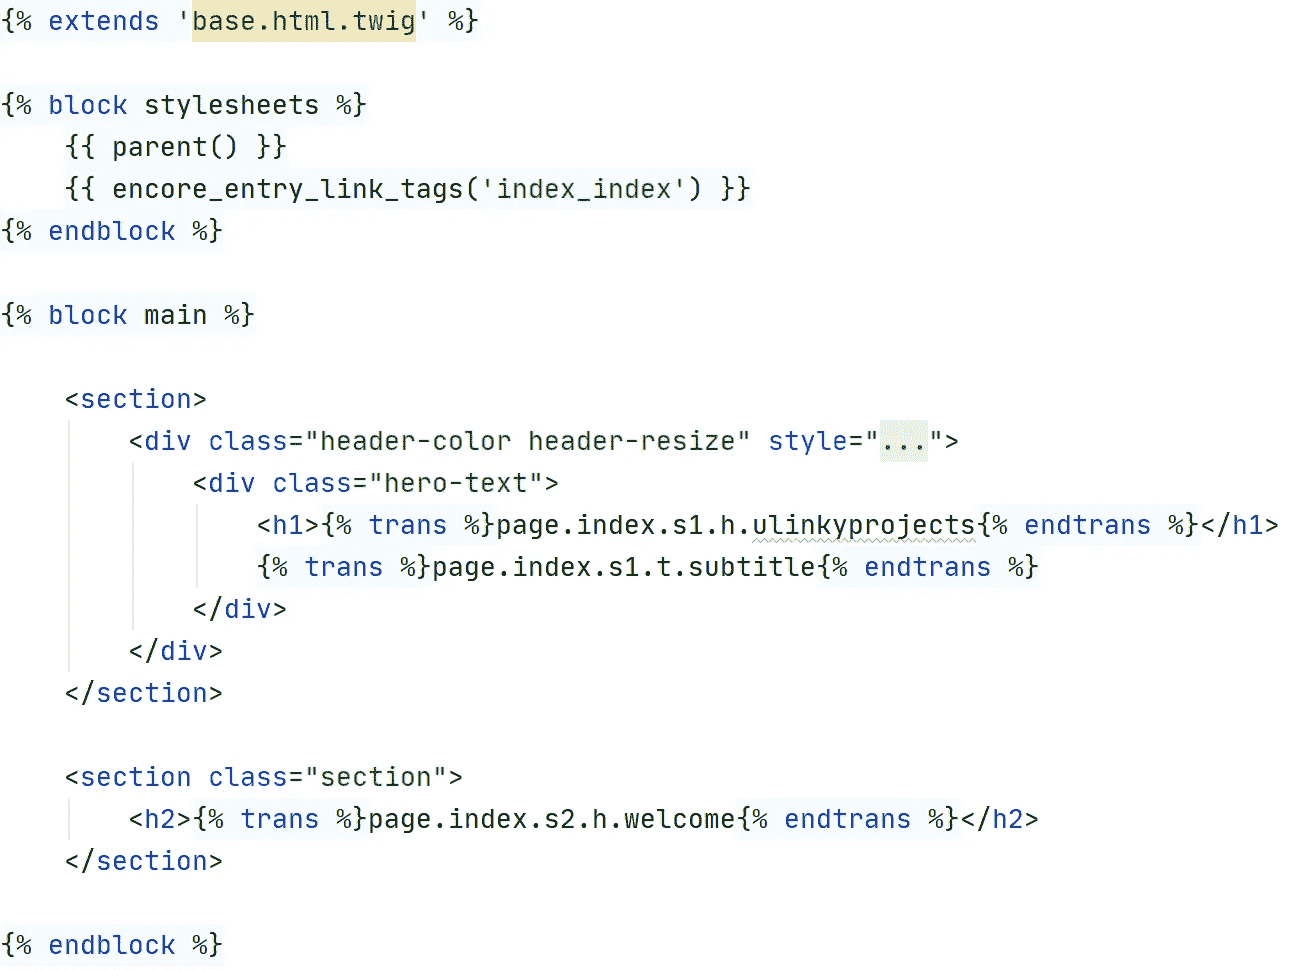 {% extends 'base.html.twig' %}
{% block stylesheets %}
{{ parent() }}
{{ encore_entry_link_tags('index_index') }}
{% endblock %}
{% block main %}
<section>
<div class="header-color header-resize" style="...">
<div class="hero-text">
<h1>{% trans %}page.index.s1.h.ulinkyprojects{% endtrans %}</h1>
{% trans %}page.index.s1.t.subtitle{% endtrans %}
</div>
</div>
</section>
<section class="section">
<h2>{% trans %}page.index.s2.h.welcome{% endtrans %}</h2>
</section>
{% endblock %}